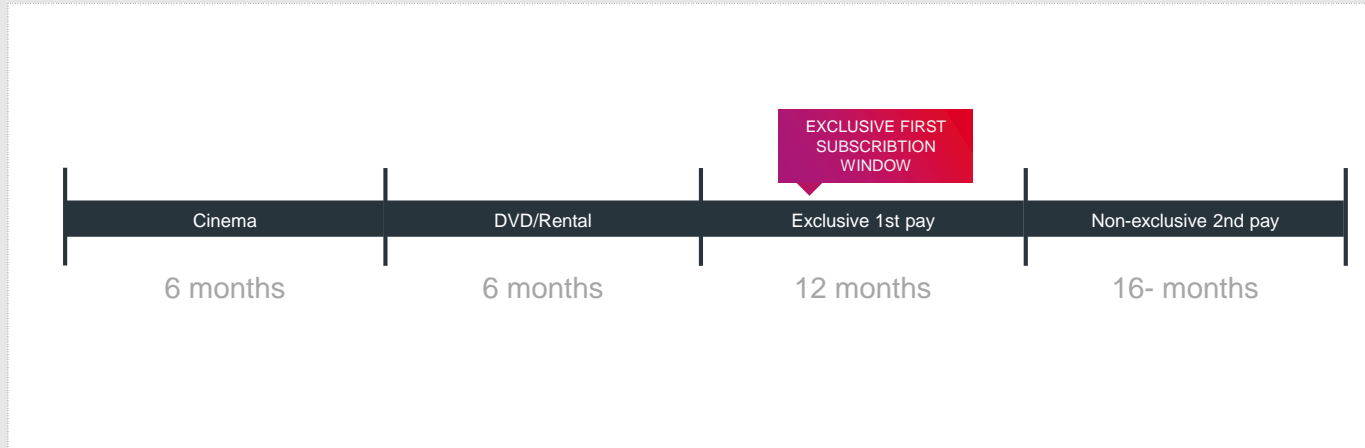 EXCLUSIVE FIRST
SUBSCRIBTION
WINDOW
Cinema
DVD/Rental
Exclusive 1st pay
Non-exclusive 2nd pay
6 months
6 months
12 months
16- months